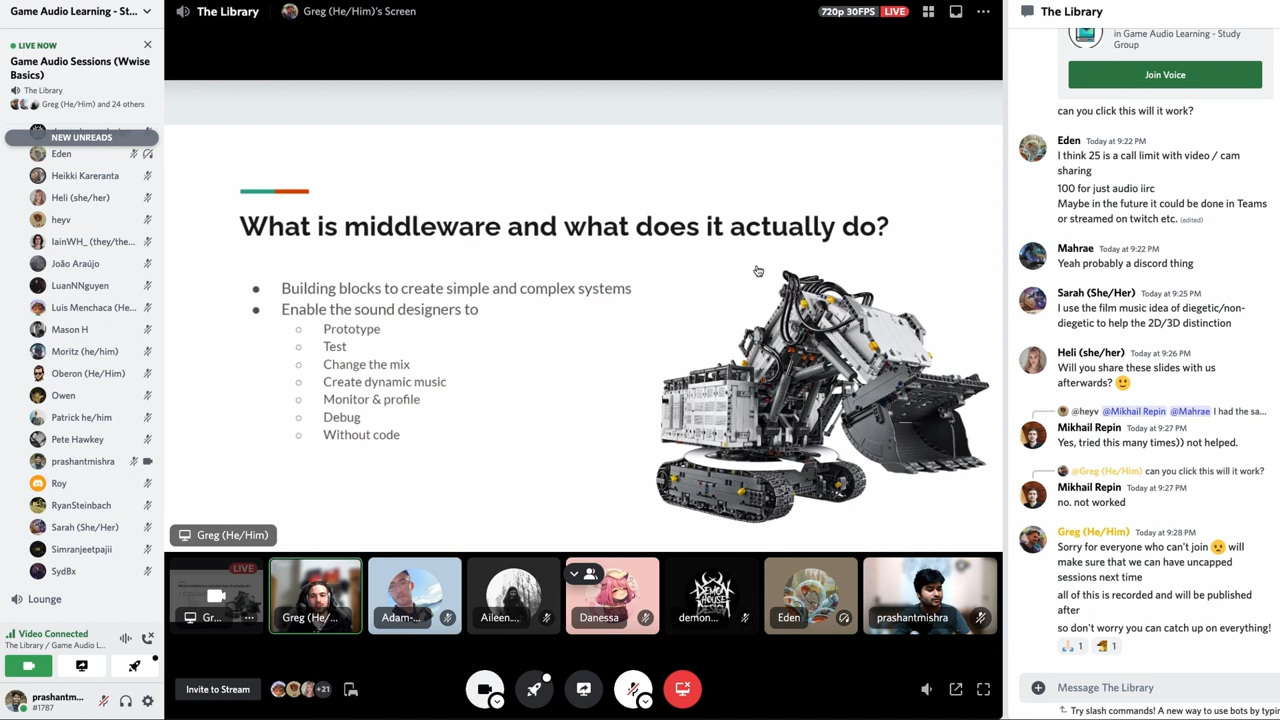 Game Audio Learning - St...
LIVE NOW
Game Audio Sessions (Wwise
Basics)
The Library
Greg (He/Him) and 24 others
NEW UNREADS
Eden
Heikki Kareranta
Heli (she/her)
heyv
IainWH_ (they/the...
João Araújo
LuanNNguyen
Luis Menchaca (He...
Mason H
Moritz (he/him)
Oberon (He/Him)
Owen
Patrick he/him
Pete Hawkey
prashantmishra
Roy
RyanSteinbach
Sarah (She/Her)
Simranjeetpajii
SydBx
Lounge
Video Connected
The Library / Game Audio L...
prashantm...
#1787
The Library
Greg (He/Him)'s Screen
720p 30FPS LIVE
What is middleware and what does it actually do?
● Building blocks to create simple and complex systems
● Enable the sound designers to
○ Prototype
○ Test
○ Change the mix
○ Create dynamic music
○ Monitor & profile
○ Debug
○ Without code
Greg (He/Him)
LIVE
Gr...
Greg (He/...
Adam-...
Aileen...
Danessa
DEMON
HOUSE
DESIGN
demon...
Eden
prashantmishra
Invite to Stream
+21
The Library
in Game Audio Learning - Study
Group
Join Voice
can you click this will it work?
Eden Today at 9:22 PM
I think 25 is a call limit with video / cam
sharing
100 for just audio iirc
Maybe in the future it could be done in Teams
or streamed on twitch etc. (edited)
Mahrae Today at 9:22 PM
Yeah probably a discord thing
Sarah (She/Her) Today at 9:25 PM
I use the film music idea of diegetic/non-
diegetic to help the 2D/3D distinction
Heli (she/her) Today at 9:26 PM
Will you share these slides with us
afterwards? 🙂
@heyv @Mikhail Repin @Mahrae I had the sa...
Mikhail Repin Today at 9:27 PM
Yes, tried this many times)) not helped.
@Greg (He/Him) can you click this will it work?
Mikhail Repin Today at 9:27 PM
no. not worked
Greg (He/Him) Today at 9:28 PM
Sorry for everyone who can't join 😟 will
make sure that we can have uncapped
sessions next time
all of this is recorded and will be published
after
so don't worry you can catch up on everything!
1 1
Message The Library
Try slash commands! A new way to use bots by typin